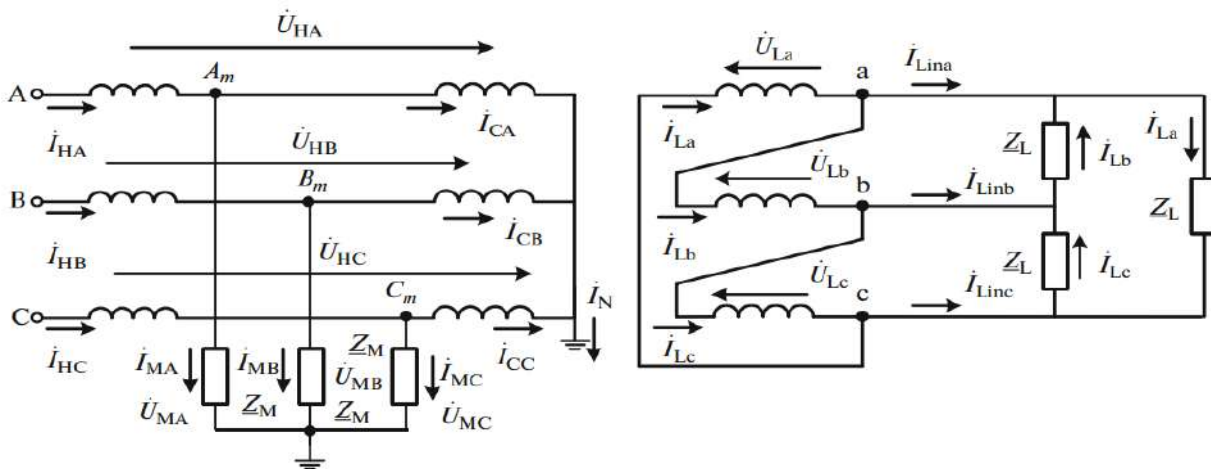 U̇HA
A
Am
İHA
İCA
U̇HB
B
Bm
İHB
İCB
U̇HC
C
Cm
İHC
İCC
İN
İMA
İMB
ZM
İMC
U̇MA
ZM
U̇MB
ZM
U̇MC
U̇La
a
İLina
İLa
ZL
İLb
İLa
U̇Lb
b
İLinb
ZL
İLb
ZL
İLc
U̇Lc
c
İLinc
İLc